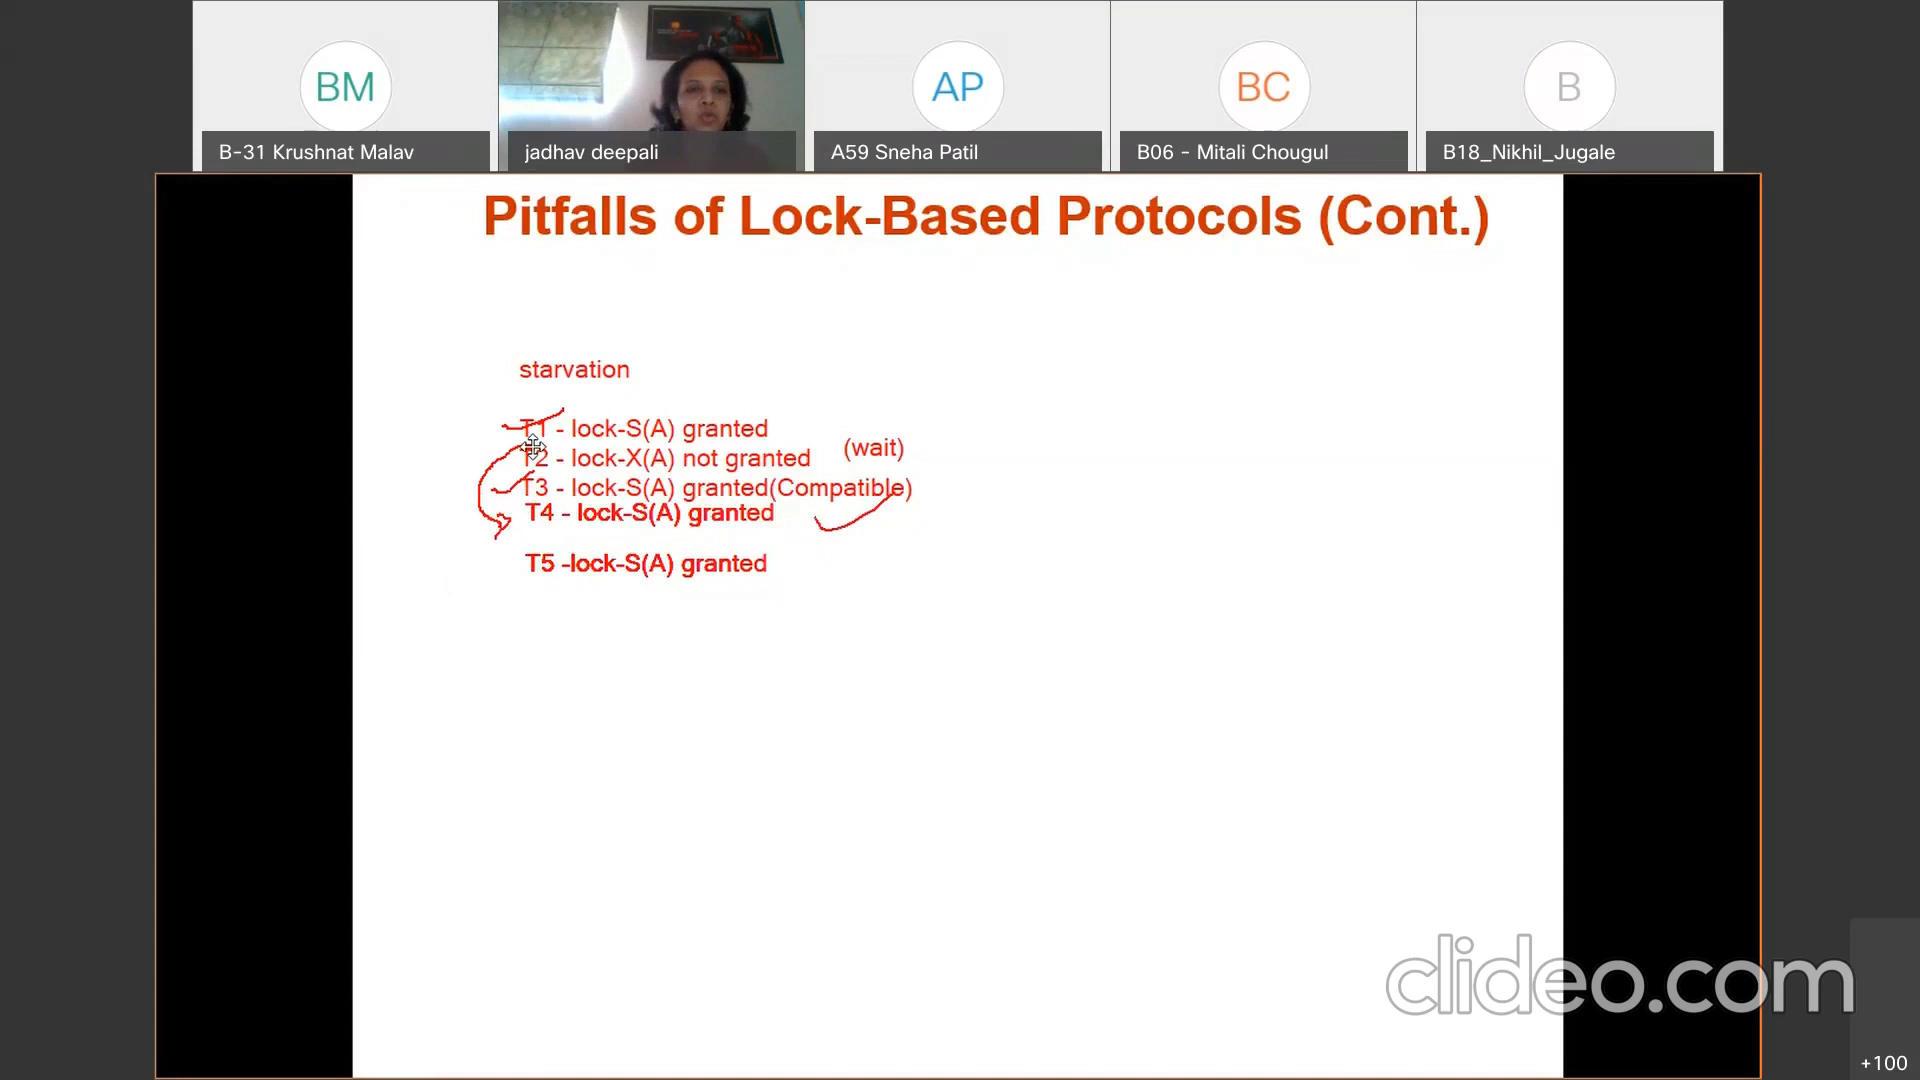 BM
AP
BC
B
B-31 Krushnat Malav
jadhav deepali
A59 Sneha Patil
B06 - Mitali Chougul
B18_Nikhil_Jugale
Pitfalls of Lock-Based Protocols (Cont.)
starvation
T1 - lock-S(A) granted
T2 - lock-X(A) not granted (wait)
T3 - lock-S(A) granted(Compatible)
T4 - lock-S(A) granted
T5 -lock-S(A) granted
clideo.com
+100